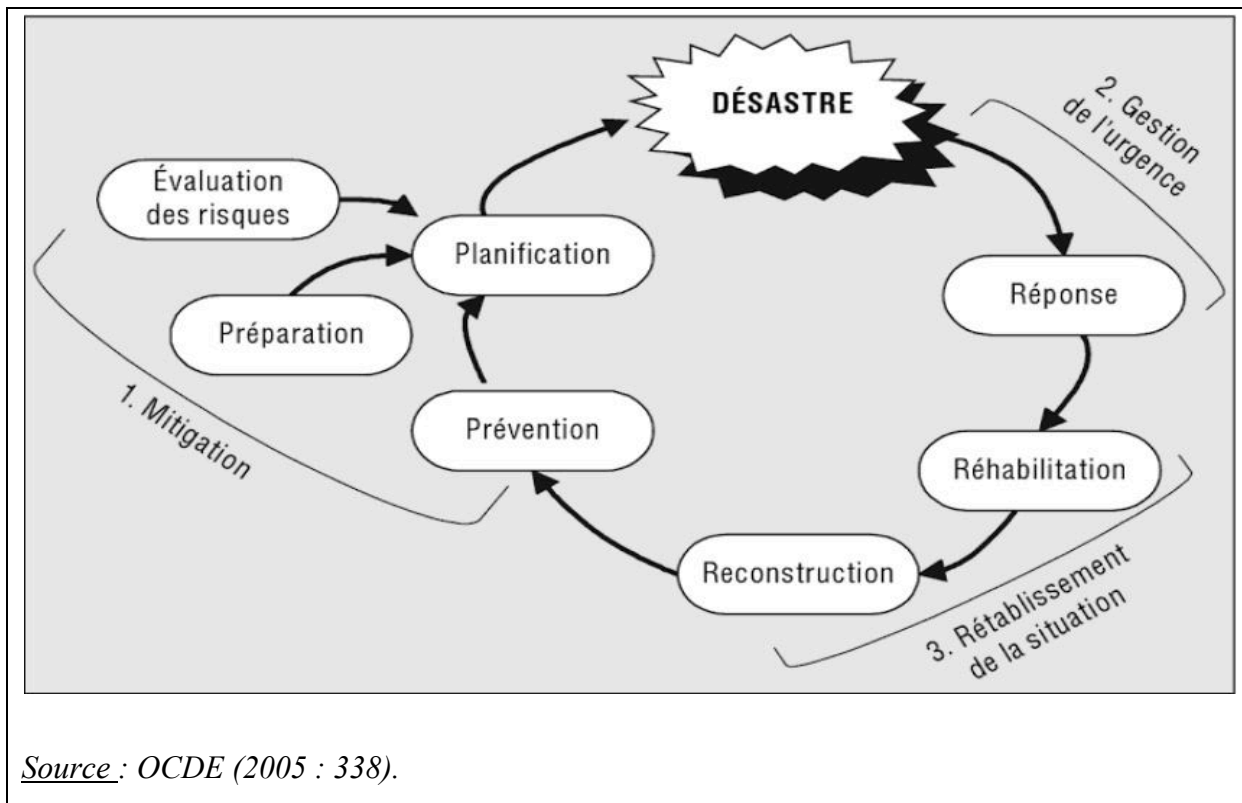 DÉSASTRE
2. Gestion
de l'urgence
Évaluation
des risques
Planification
Réponse
Préparation
1. Mitigation
Prévention
Réhabilitation
Reconstruction
3. Rétablissement
de la situation
Source : OCDE (2005 : 338).